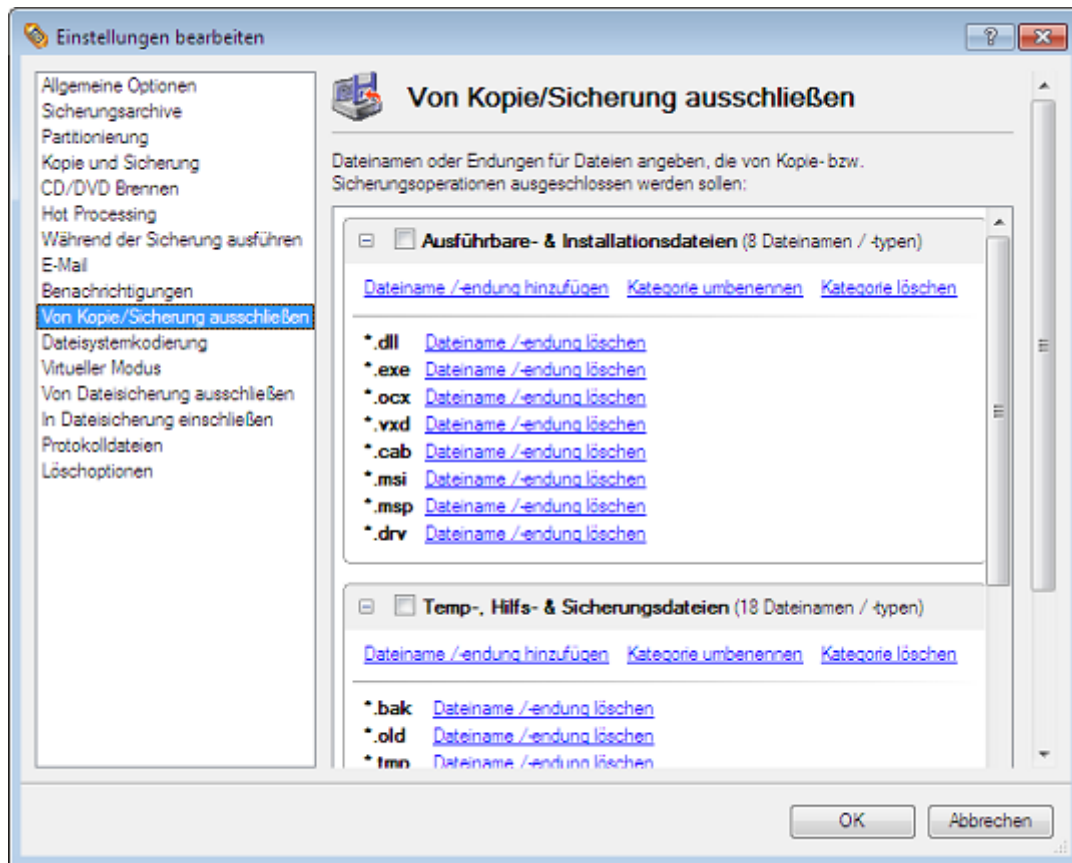 Einstellungen bearbeiten
Allgemeine Optionen
Sicherungsarchive
Partitionierung
Kopie und Sicherung
CD/DVD Brennen
Hot Processing
Während der Sicherung ausführen
E-Mail
Benachrichtigungen
Von Kopie/Sicherung ausschließen
Dateisystemkodierung
Virtueller Modus
Von Dateisicherung ausschließen
In Dateisicherung einschließen
Protokolldateien
Löschoptionen
Von Kopie/Sicherung ausschließen
Dateinamen oder Endungen für Dateien angeben, die von Kopie- bzw.
Sicherungsoperationen ausgeschlossen werden sollen:
Ausführbare- & Installationsdateien (8 Dateinamen / -typen)
Dateiname /-endung hinzufügen Kategorie umbenennen Kategorie löschen
*.dll Dateiname /-endung löschen
*.exe Dateiname /-endung löschen
*.ocx Dateiname /-endung löschen
*.vxd Dateiname /-endung löschen
*.cab Dateiname /-endung löschen
*.msi Dateiname /-endung löschen
*.msp Dateiname /-endung löschen
*.drv Dateiname /-endung löschen
Temp-, Hilfs- & Sicherungsdateien (18 Dateinamen / -typen)
Dateiname /-endung hinzufügen Kategorie umbenennen Kategorie löschen
*.bak Dateiname /-endung löschen
*.old Dateiname /-endung löschen
*.tmp Dateiname /-endung löschen
OK Abbrechen